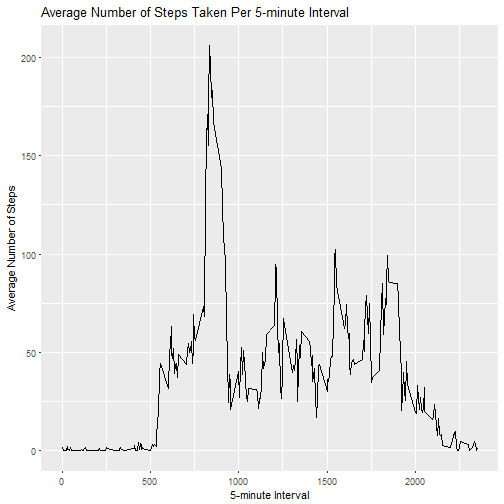 Average Number of Steps Taken Per 5-minute Interval
200
150
100
50
0
Average Number of Steps
0 500 1000 1500 2000
5-minute Interval